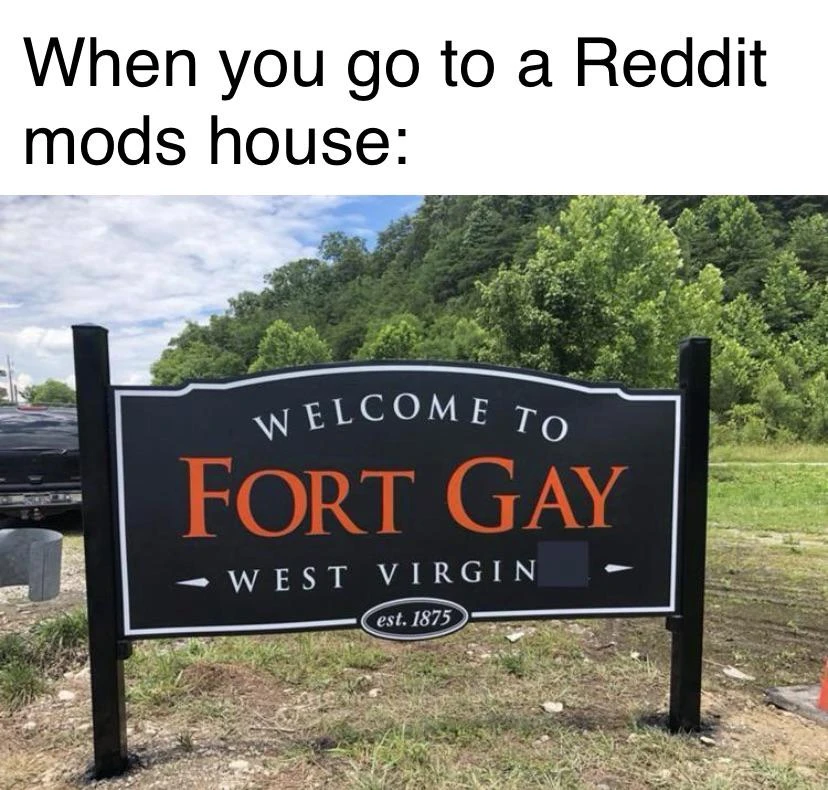 When you go to a Reddit
mods house:
WELCOME TO
FORT GAY
WEST VIRGIN
est. 1875